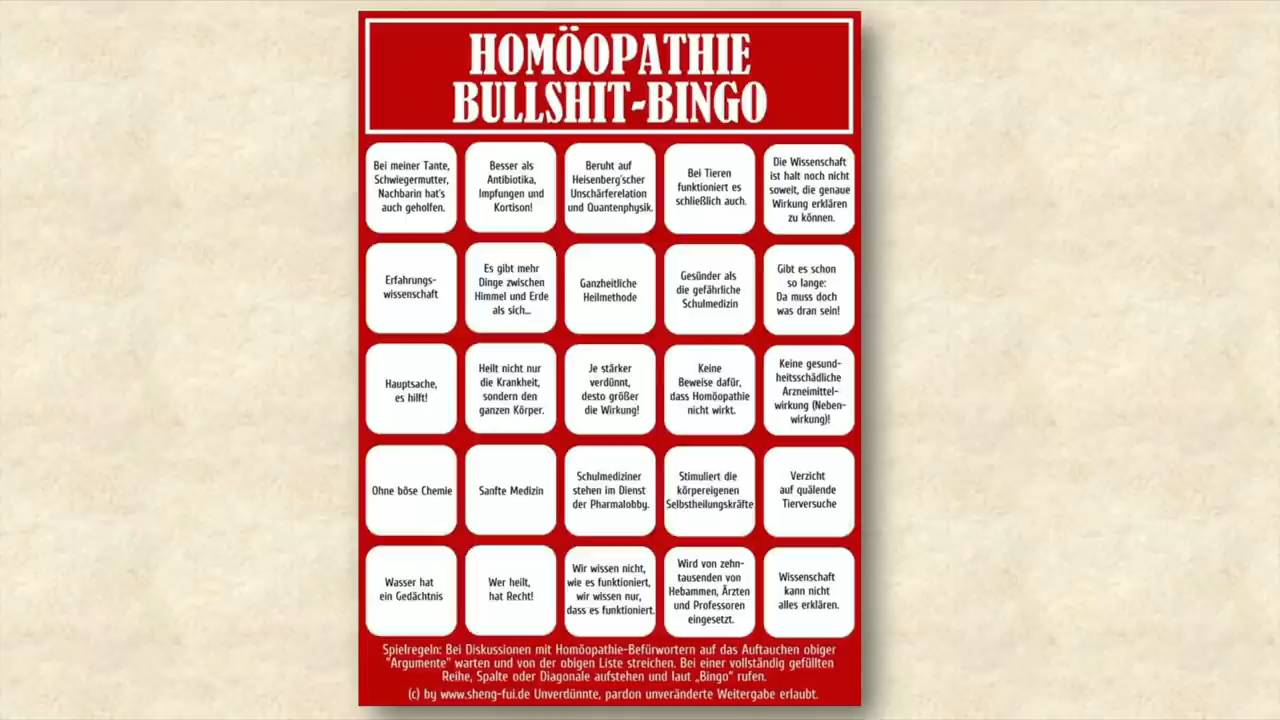 HOMÖOPATHIE
BULLSHIT-BINGO
Bei meiner Tante,
Schwiegermutter,
Nachbarin hat's
auch geholfen.
Besser als
Antibiotika,
Impfungen und
Kortison!
Beruht auf
Heisenberg'scher
Unschärferelation
und Quantenphysik.
Bei Tieren
funktioniert es
schließlich auch.
Die Wissenschaft
ist halt noch nicht
soweit, die genaue
Wirkung erklären
zu können.
Erfahrungs-
wissenschaft
Es gibt mehr
Dinge zwischen
Himmel und Erde
als sich...
Ganzheitliche
Heilmethode
Gesünder als
die gefährliche
Schulmedizin
Gibt es schon
so lange:
Da muss doch
was dran sein!
Hauptsache,
es hilft!
Heilt nicht nur
die Krankheit,
sondern den
ganzen Körper.
Je stärker
verdünnt,
desto größer
die Wirkung!
Keine
Beweise dafür,
dass Homöopathie
nicht wirkt.
Keine gesund-
heitsschädliche
Arzneimittel-
wirkung (Neben-
wirkung)!
Ohne böse Chemie
Sanfte Medizin
Schulmediziner
stehen im Dienst
der Pharmalobby.
Stimuliert die
körpereigenen
Selbstheilungskräfte
Verzicht
auf quälende
Tierversuche
Wasser hat
ein Gedächtnis
Wer heilt,
hat Recht!
Wir wissen nicht,
wie es funktioniert,
wir wissen nur,
dass es funktioniert.
Wird von zehn-
tausenden von
Hebammen, Ärzten
und Professoren
eingesetzt.
Wissenschaft
kann nicht
alles erklären.
Spielregeln: Bei Diskussionen mit Homöopathie-Befürwortern auf das Auftauchen obiger
"Argumente" warten und von der obigen Liste streichen. Bei einer vollständig gefüllten
Reihe, Spalte oder Diagonale aufstehen und laut „Bingo" rufen.
(c) by www.sheng-fui.de Unverdünnte, pardon unveränderte Weitergabe erlaubt.